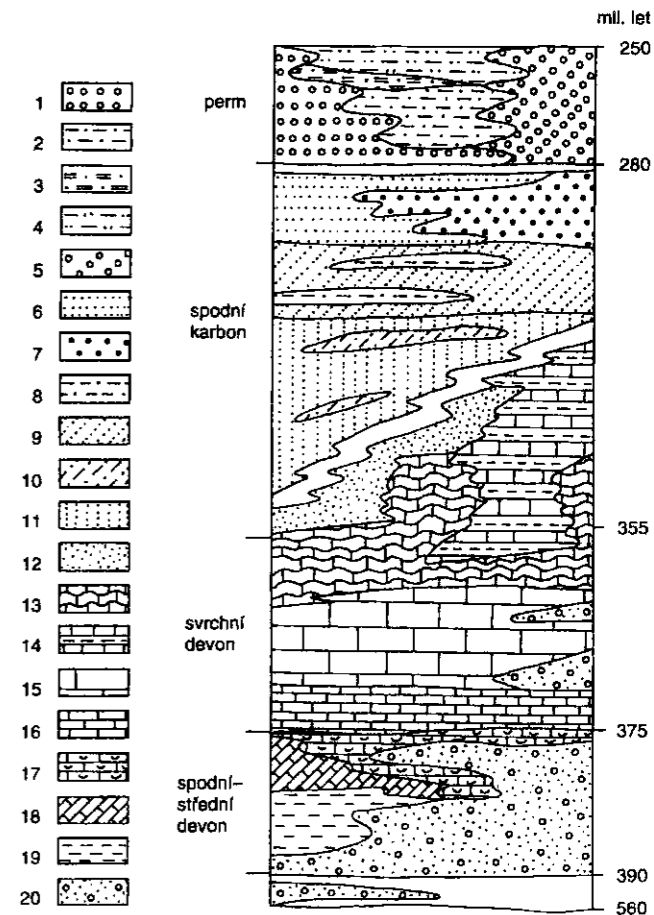 mil. let
250
perm
280
spodní
karbon
355
svrchní
devon
375
spodní–
střední
devon
390
560
1
2
3
4
5
6
7
8
9
10
11
12
13
14
15
16
17
18
19
20